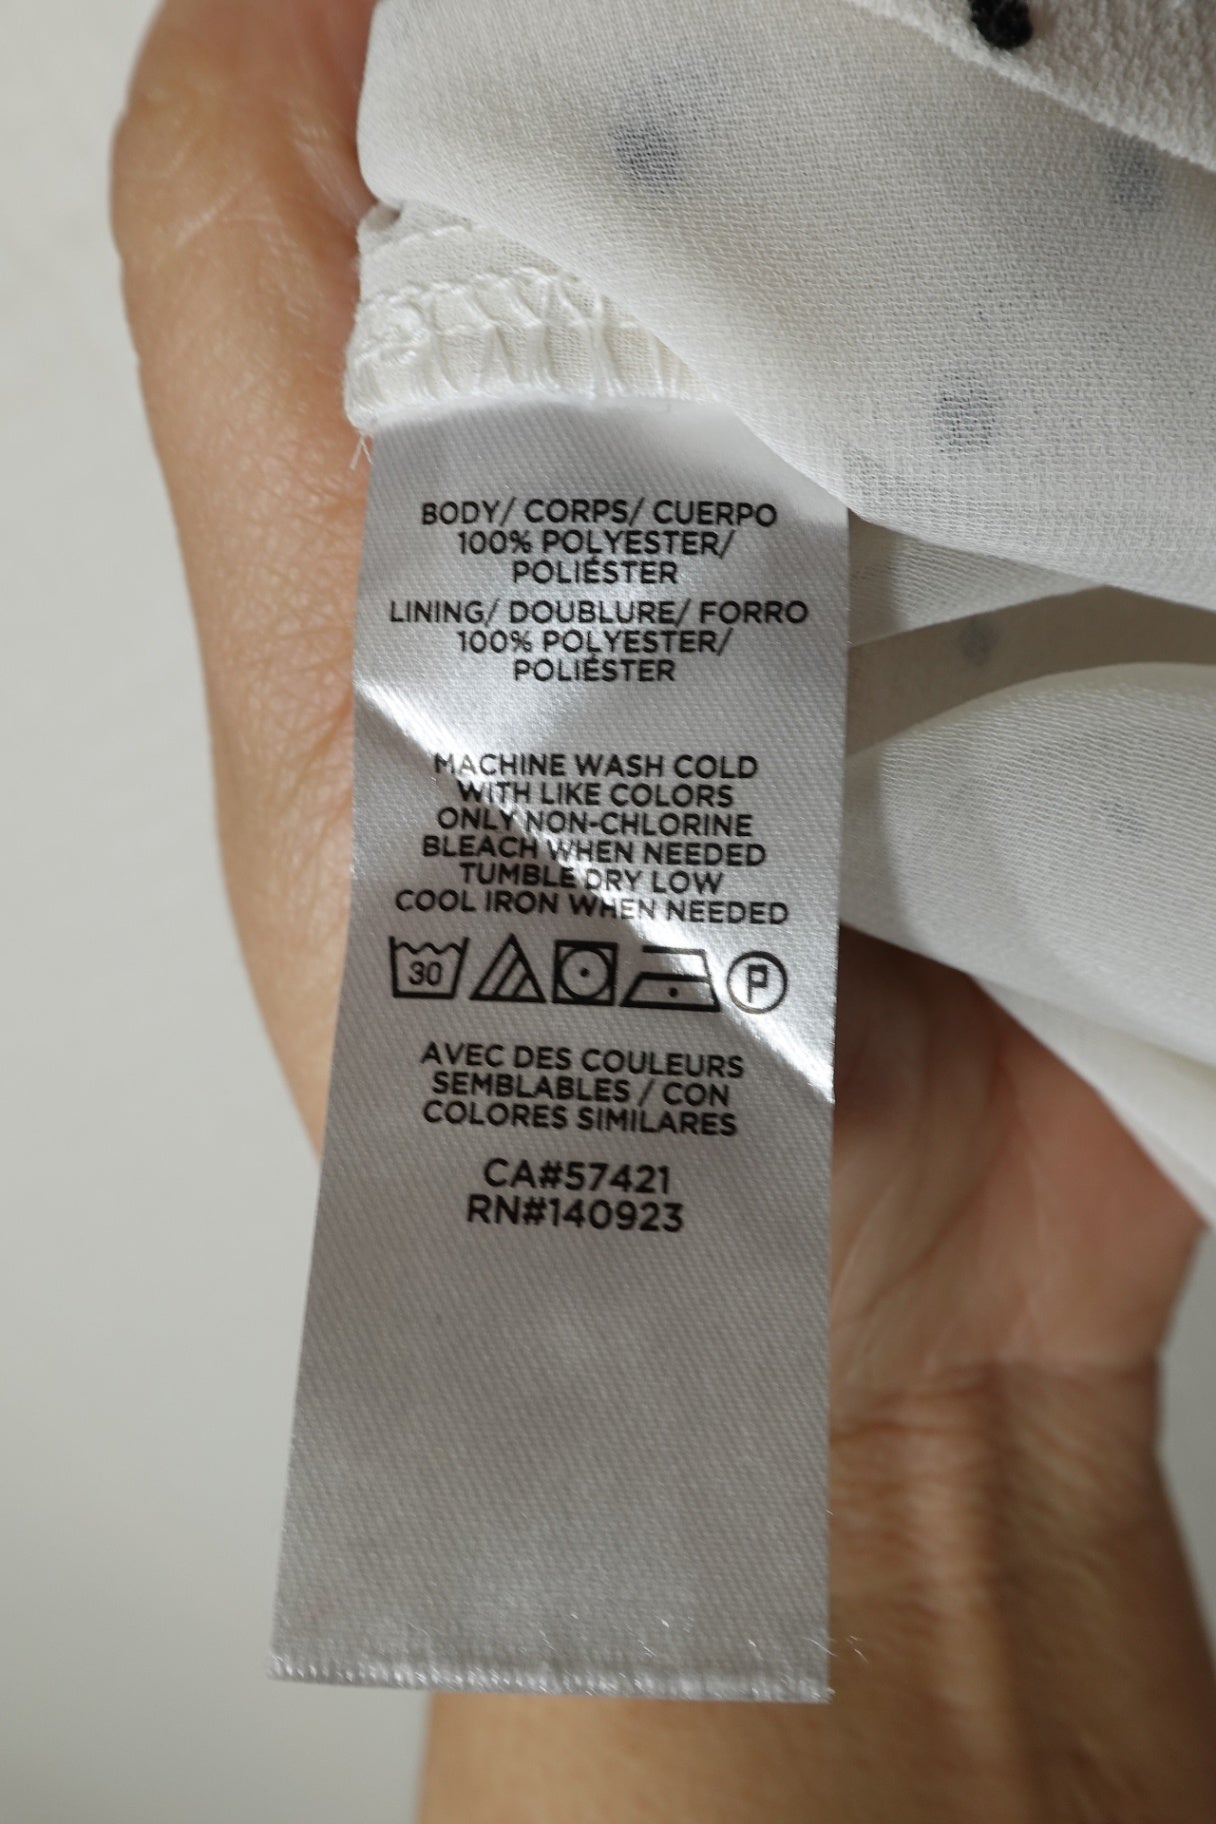 BODY/ CORPS/ CUERPO
100% POLYESTER/
POLIÉSTER
LINING/ DOUBLURE/ FORRO
100% POLYESTER/
POLIÉSTER
MACHINE WASH COLD
WITH LIKE COLORS
ONLY NON-CHLORINE
BLEACH WHEN NEEDED
TUMBLE DRY LOW
COOL IRON WHEN NEEDED
30 P
AVEC DES COULEURS
SEMBLABLES / CON
COLORES SIMILARES
CA#57421
RN#140923